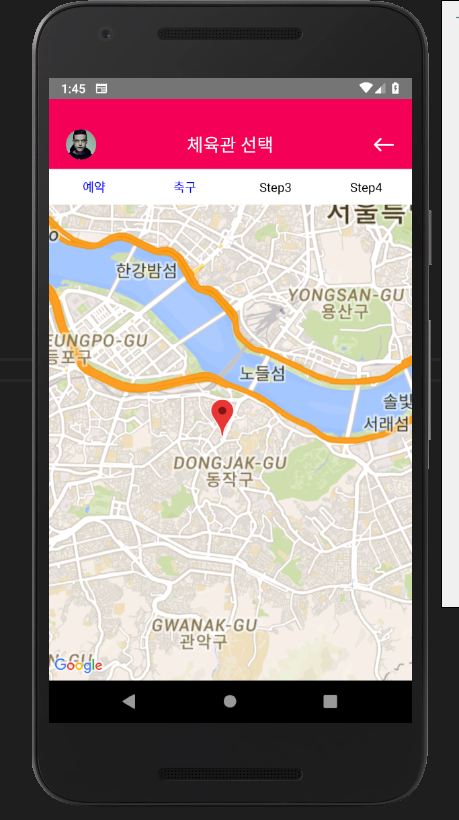 1:45
체육관 선택
예약 축구 Step3 Step4
서울특
한강밤섬
YONGSAN-GU
용산구
EUNGPO-GU
등포구
노들섬
솔빛
서래섬
DONGJAK-GU
동작구
GWANAK-GU
관악구
N-GU
Google